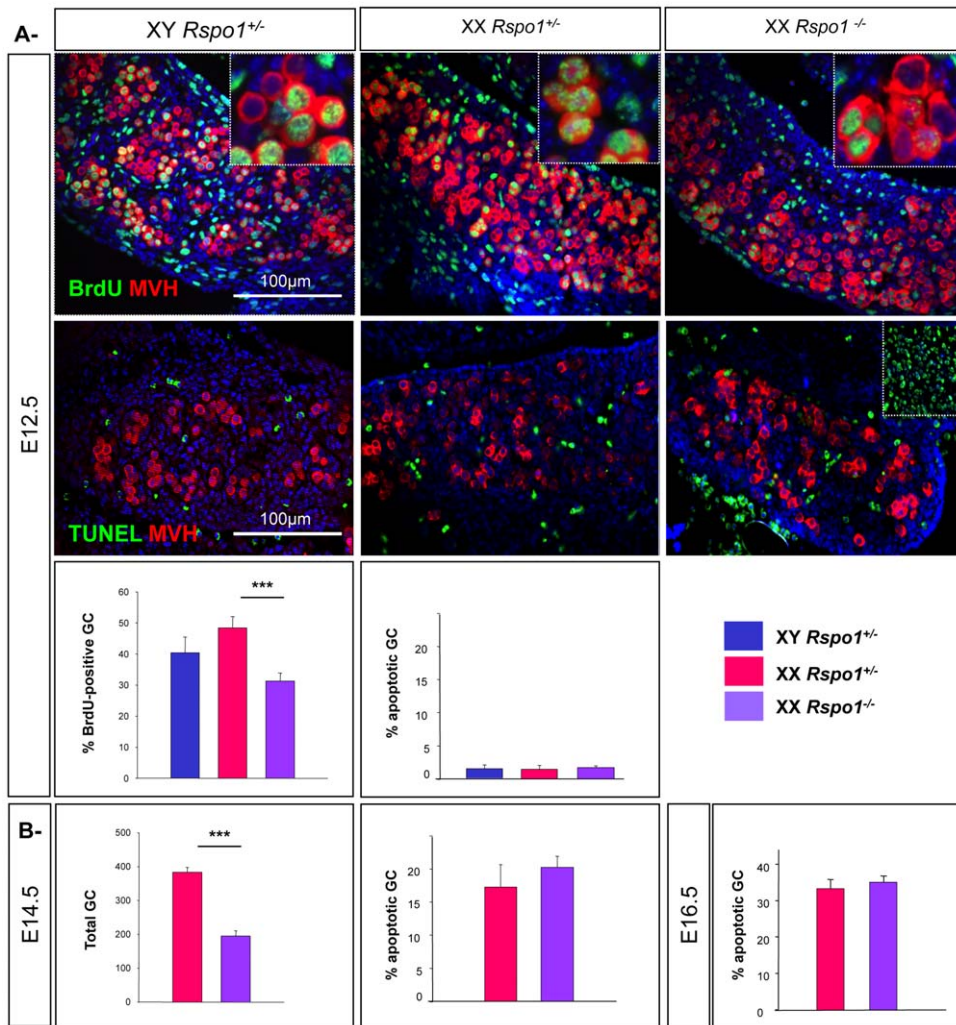 A-
XY Rspo1+/-
XX Rspo1+/-
XX Rspo1 -/-
E12.5
BrdU MVH
100µm
TUNEL MVH
100µm
% BrdU-positive GC
60
50
40
30
20
10
0
***
% apoptotic GC
20
15
10
5
0
XY Rspo1+/-
XX Rspo1+/-
XX Rspo1-/-
B-
E14.5
Total GC
500
400
300
200
100
0
***
% apoptotic GC
20
15
10
5
0
E16.5
% apoptotic GC
40
30
20
10
0